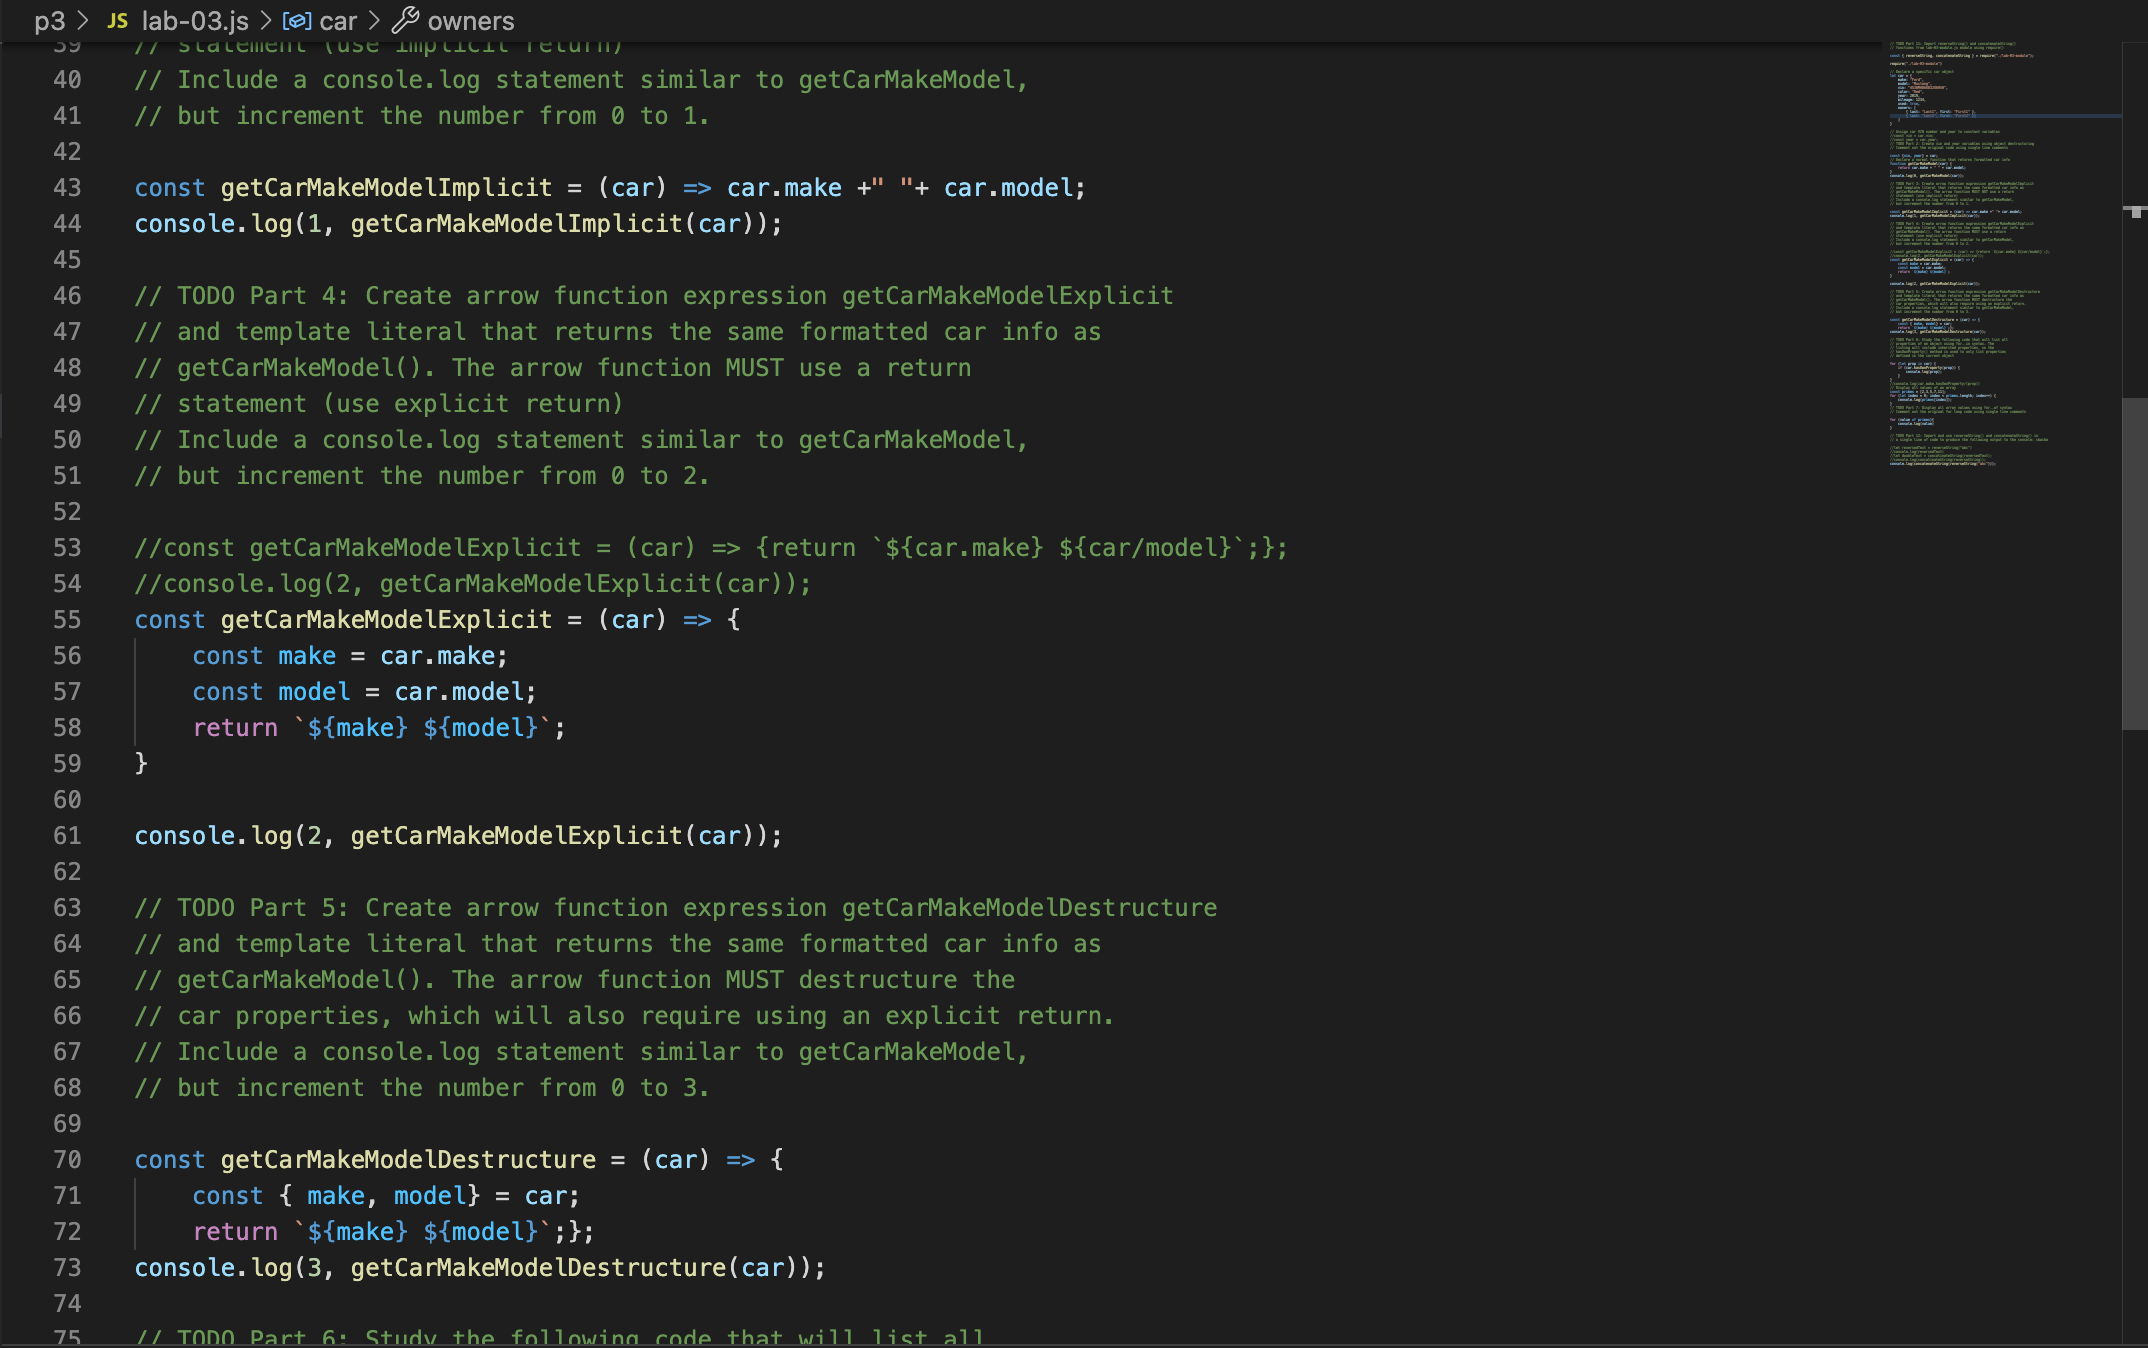 p3 > JS lab-03.js > car > owners
39 // statement (use implicit return)
40 // Include a console.log statement similar to getCarMakeModel,
41 // but increment the number from 0 to 1.
42
43 const getCarMakeModelImplicit = (car) => car.make +" "+ car.model;
44 console.log(1, getCarMakeModelImplicit(car));
45
46 // TODO Part 4: Create arrow function expression getCarMakeModelExplicit
47 // and template literal that returns the same formatted car info as
48 // getCarMakeModel(). The arrow function MUST use a return
49 // statement (use explicit return)
50 // Include a console.log statement similar to getCarMakeModel,
51 // but increment the number from 0 to 2.
52
53 //const getCarMakeModelExplicit = (car) => {return `${car.make} ${car/model}`;};
54 //console.log(2, getCarMakeModelExplicit(car));
55 const getCarMakeModelExplicit = (car) => {
56     const make = car.make;
57     const model = car.model;
58     return `${make} ${model}`;
59 }
60
61 console.log(2, getCarMakeModelExplicit(car));
62
63 // TODO Part 5: Create arrow function expression getCarMakeModelDestructure
64 // and template literal that returns the same formatted car info as
65 // getCarMakeModel(). The arrow function MUST destructure the
66 // car properties, which will also require using an explicit return.
67 // Include a console.log statement similar to getCarMakeModel,
68 // but increment the number from 0 to 3.
69
70 const getCarMakeModelDestructure = (car) => {
71     const { make, model} = car;
72     return `${make} ${model}`;};
73 console.log(3, getCarMakeModelDestructure(car));
74
75 // TODO Part 6: Study the following code that will list all